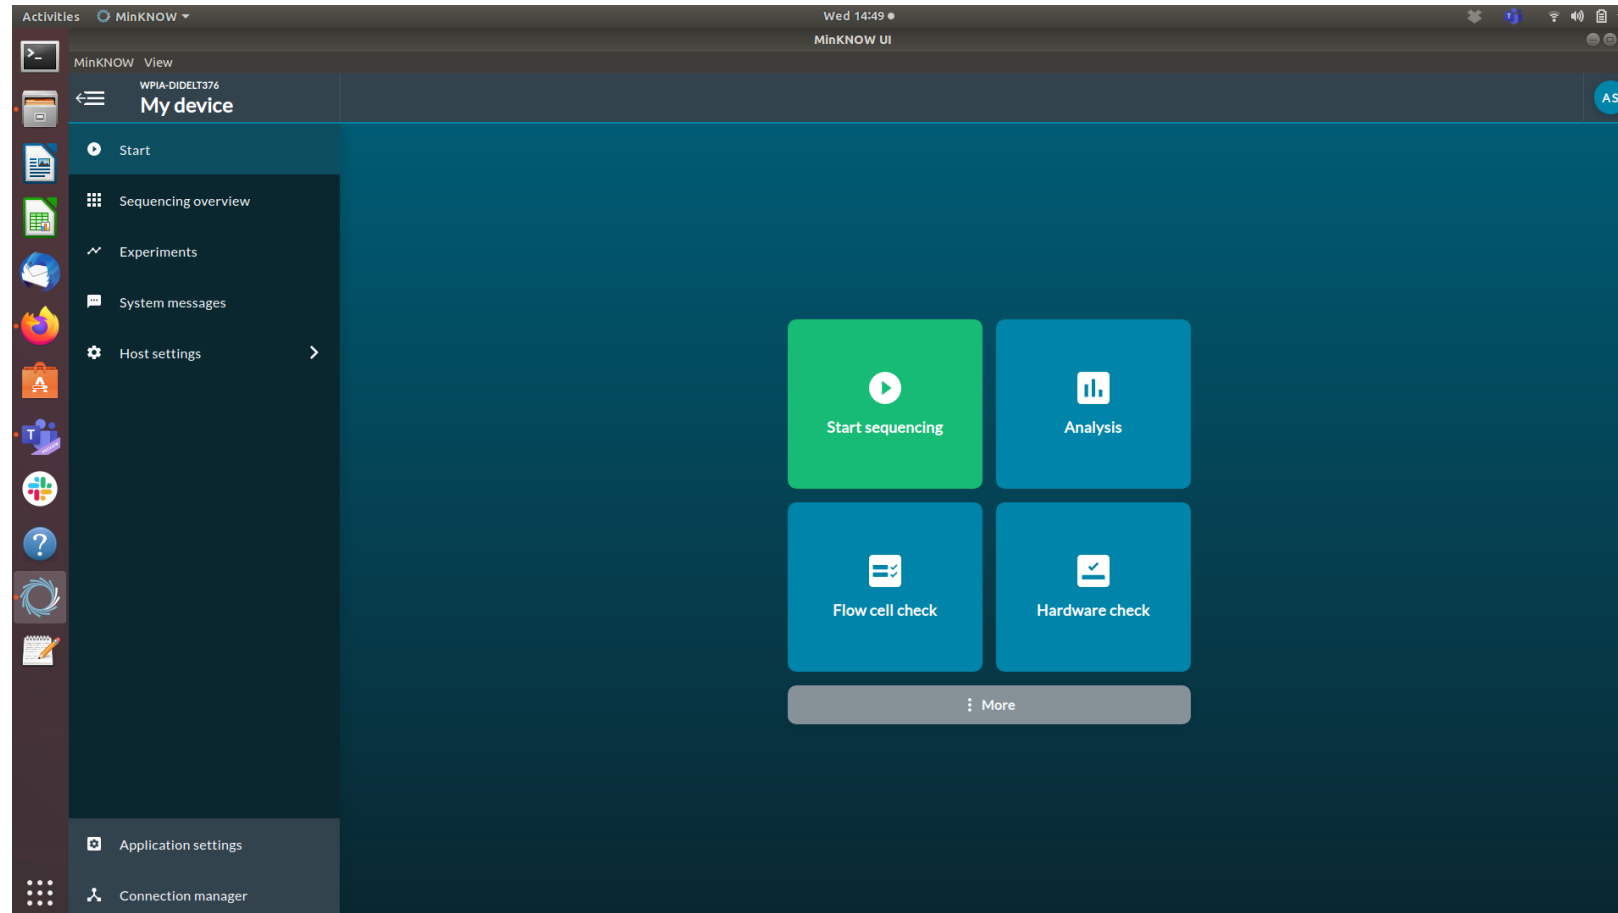 Activities MinKNOW Wed 14:49
MinKNOW UI
MinKNOW View
WPIA-DIDELT376
My device
AS
Start
Sequencing overview
Experiments
System messages
Host settings
Start sequencing
Analysis
Flow cell check
Hardware check
More
Application settings
Connection manager